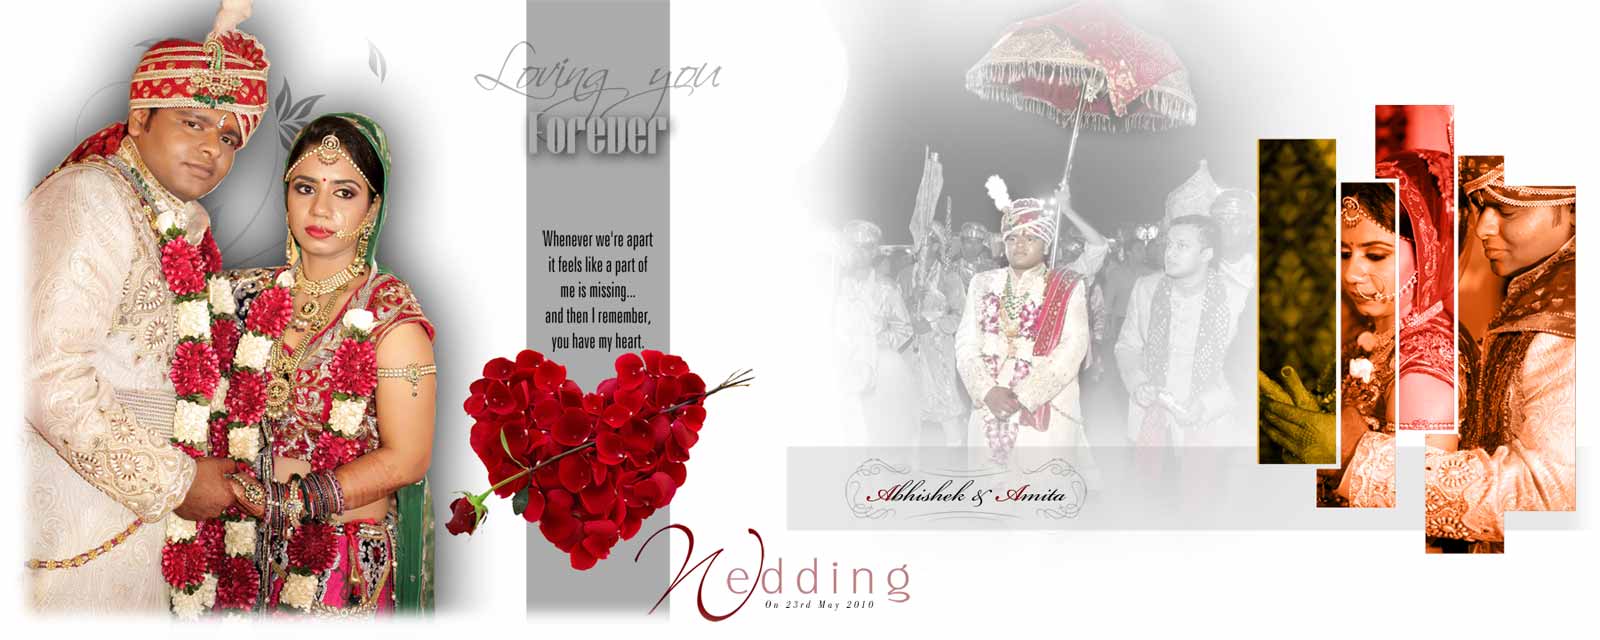 Loving you
Forever
Whenever we're apart
it feels like a part of
me is missing...
and then I remember,
you have my heart.
Abhishek & Amita
Wedding
On 23rd May 2010